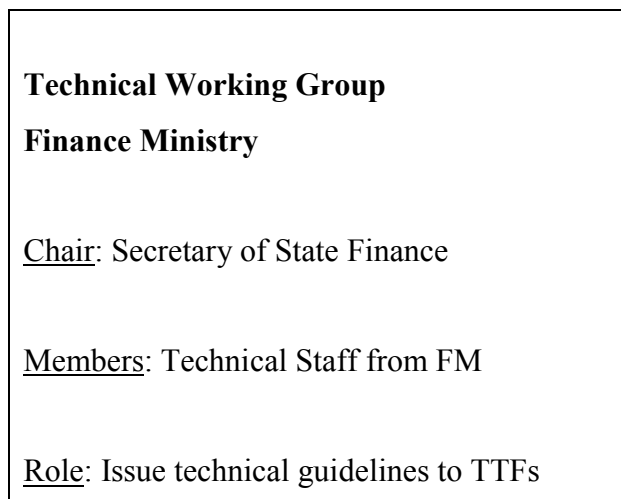 Technical Working Group
Finance Ministry
Chair: Secretary of State Finance
Members: Technical Staff from FM
Role: Issue technical guidelines to TTFs